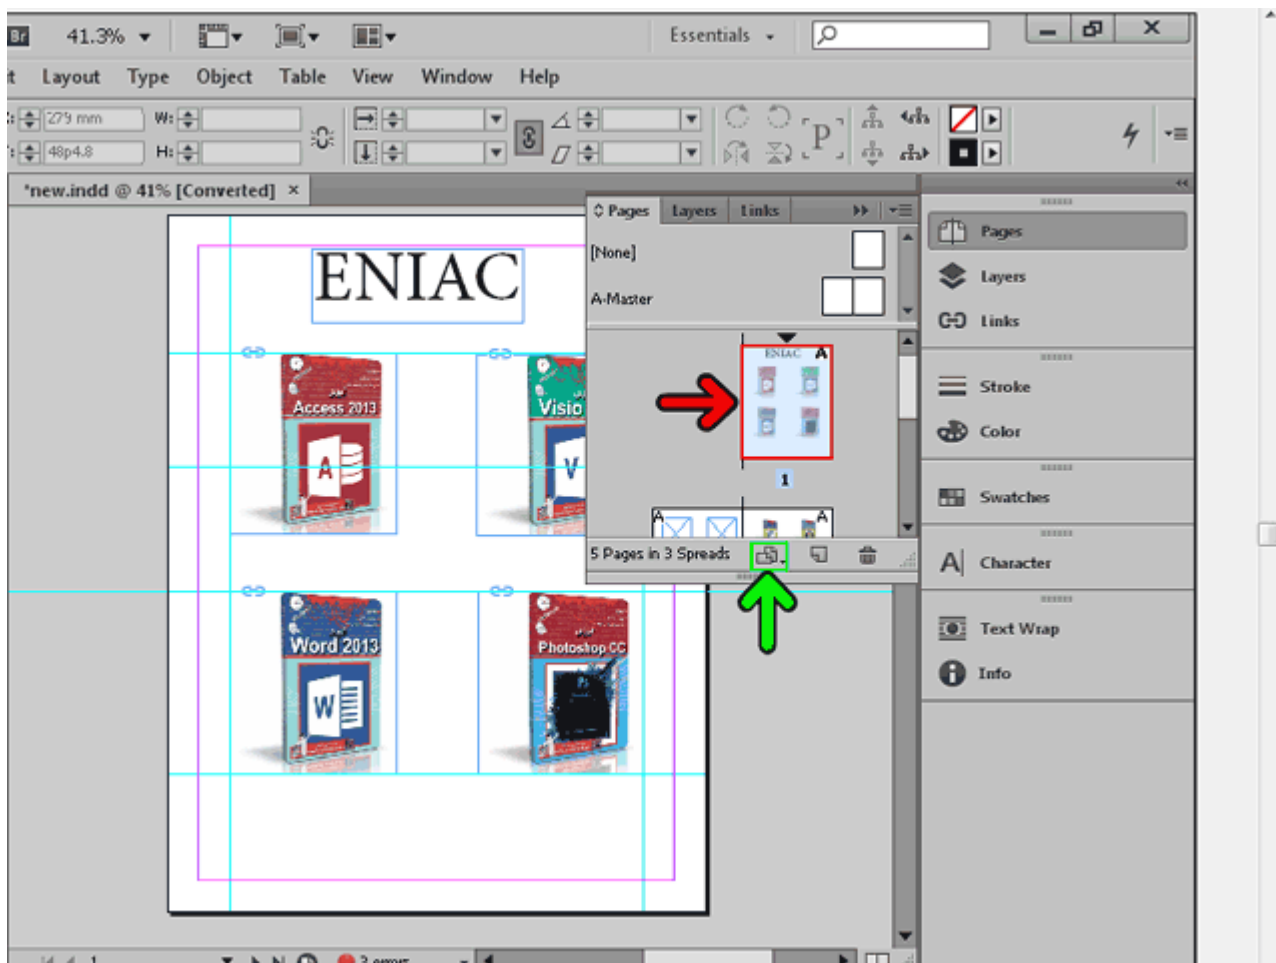 Br 41.3% Essentials
Layout Type Object Table View Window Help
279 mm W:
48p4.8 H:
P
*new.indd @ 41% [Converted] ×
Pages Layers Links
[None]
A-Master
ENIAC A
1
A A
5 Pages in 3 Spreads
Pages
Layers
Links
Stroke
Color
Swatches
Character
Text Wrap
Info
ENIAC
Access 2013
A
Visio
V
Word 2013
W
Photoshop CC
Ps
1